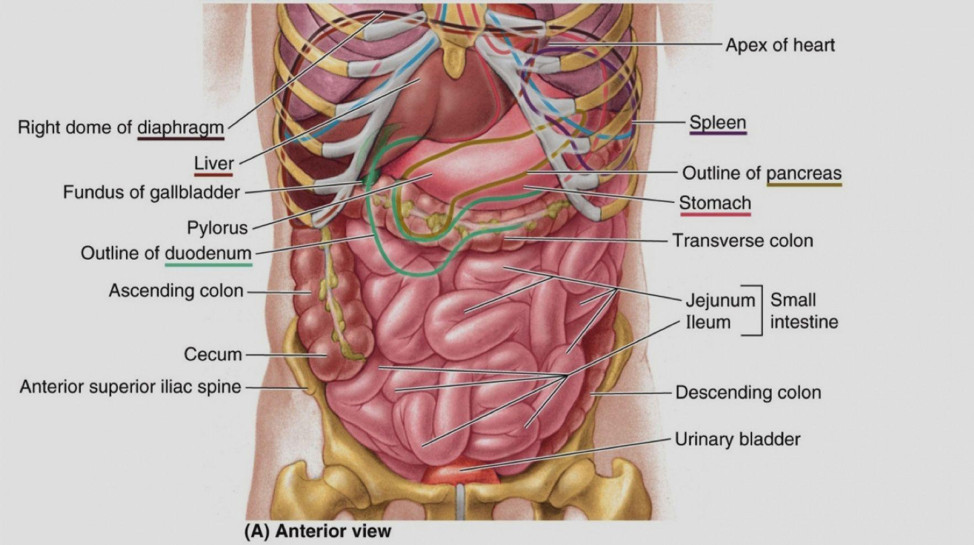 Apex of heart
Right dome of diaphragm
Spleen
Liver
Outline of pancreas
Fundus of gallbladder
Stomach
Pylorus
Transverse colon
Outline of duodenum
Ascending colon
Jejunum
Small
Ileum
intestine
Cecum
Anterior superior iliac spine
Descending colon
Urinary bladder
(A) Anterior view